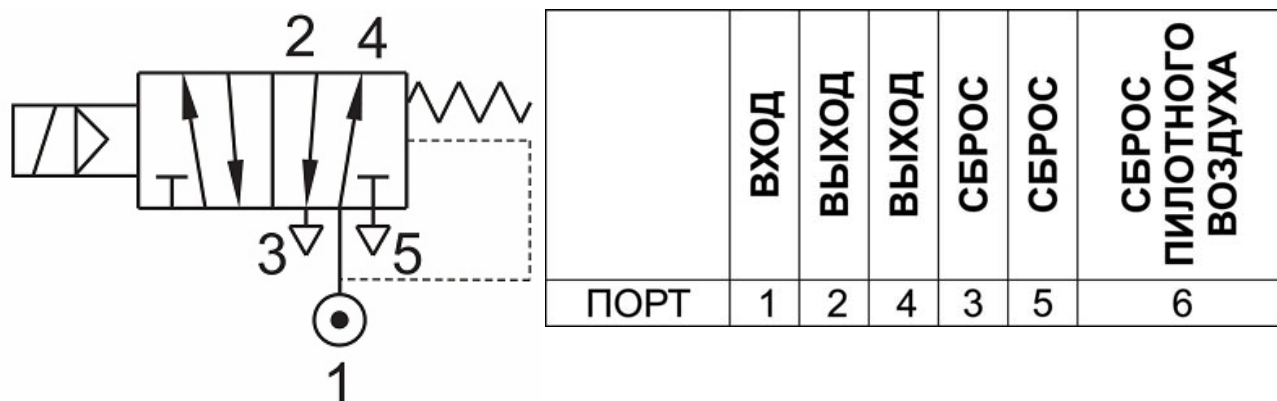 2 4
3 5
1
ВХОД
ВЫХОД
ВЫХОД
СБРОС
СБРОС
СБРОС
ПИЛОТНОГО
ВОЗДУХА
ПОРТ 1 2 4 3 5 6